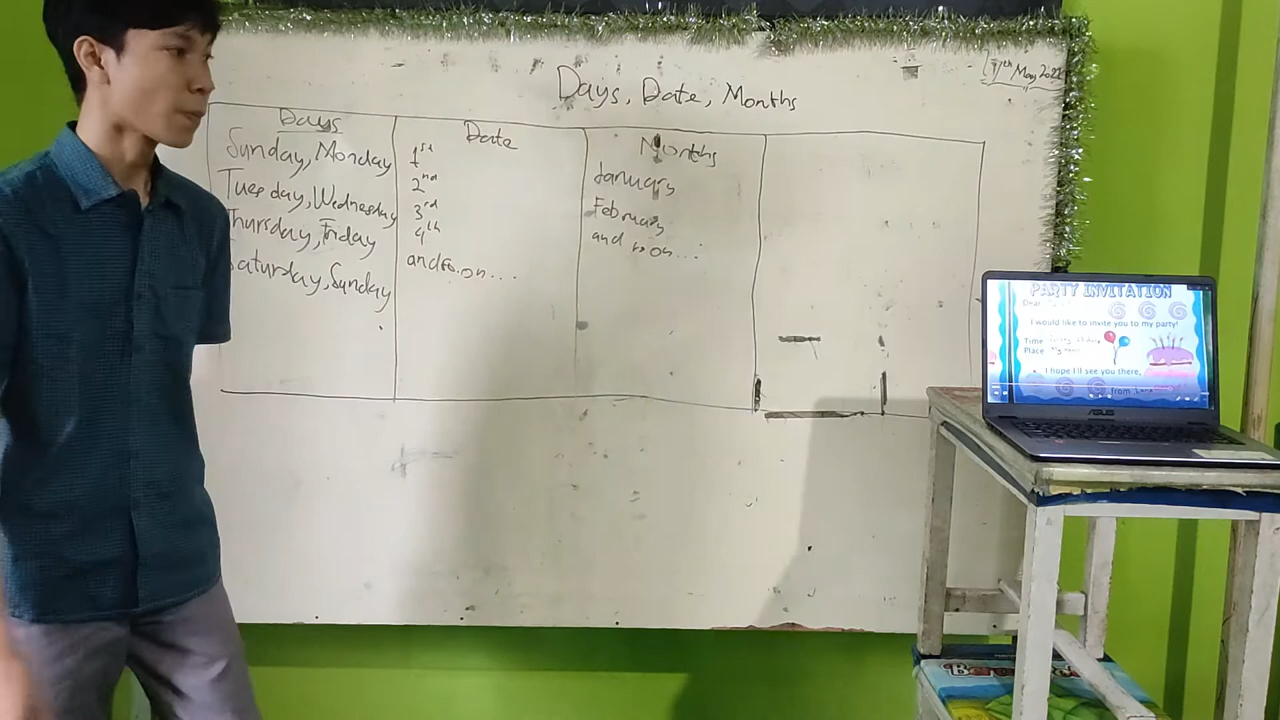 May 2022
Days, Date, Months
Days
Sunday, Monday
Tuesday, Wednesday
Thursday, Friday
Saturday, Sunday
Date
1st
2nd
3rd
4th
and so on...
Months
January
February
and so on...
PARTY INVITATION
Dear
I would like to invite you to my party!
Time
Place
I hope I'll see you there,
from
ASUS